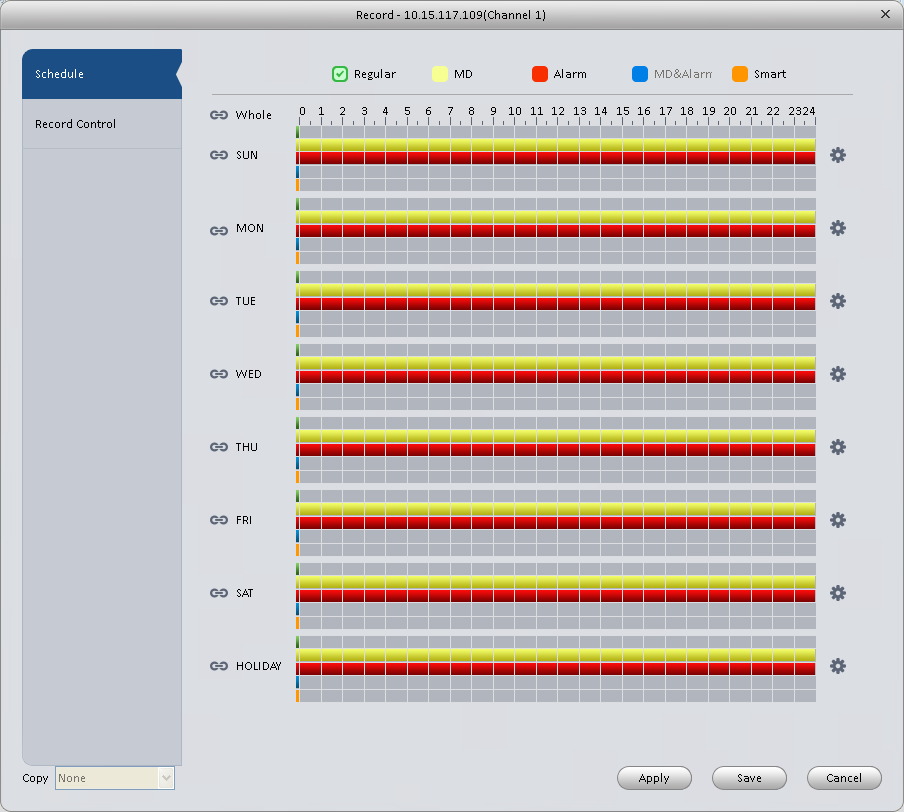 Record - 10.15.117.109(Channel 1)
Schedule
Record Control
Regular MD Alarm MD&Alarm Smart
Whole 0 1 2 3 4 5 6 7 8 9 10 11 12 13 14 15 16 17 18 19 20 21 22 23 24
SUN
MON
TUE
WED
THU
FRI
SAT
HOLIDAY
Copy None Apply Save Cancel